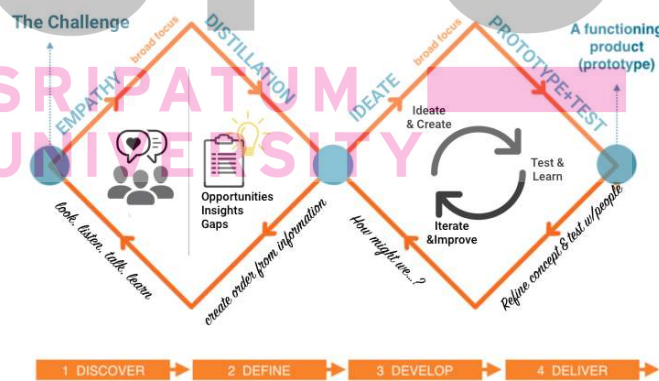 The Challenge
A functioning
product
(prototype)
EMPATHY
broad focus
DISTILLATION
IDEATE
broad focus
PROTOTYPE+TEST
SRIPATUM
UNIVERSITY
Opportunities
Insights
Gaps
Ideate
& Create
Test &
Learn
Iterate
&Improve
look, listen, talk, learn
create order from information
How might we...?
Refine concept & test w/people
1 DISCOVER
2 DEFINE
3 DEVELOP
4 DELIVER